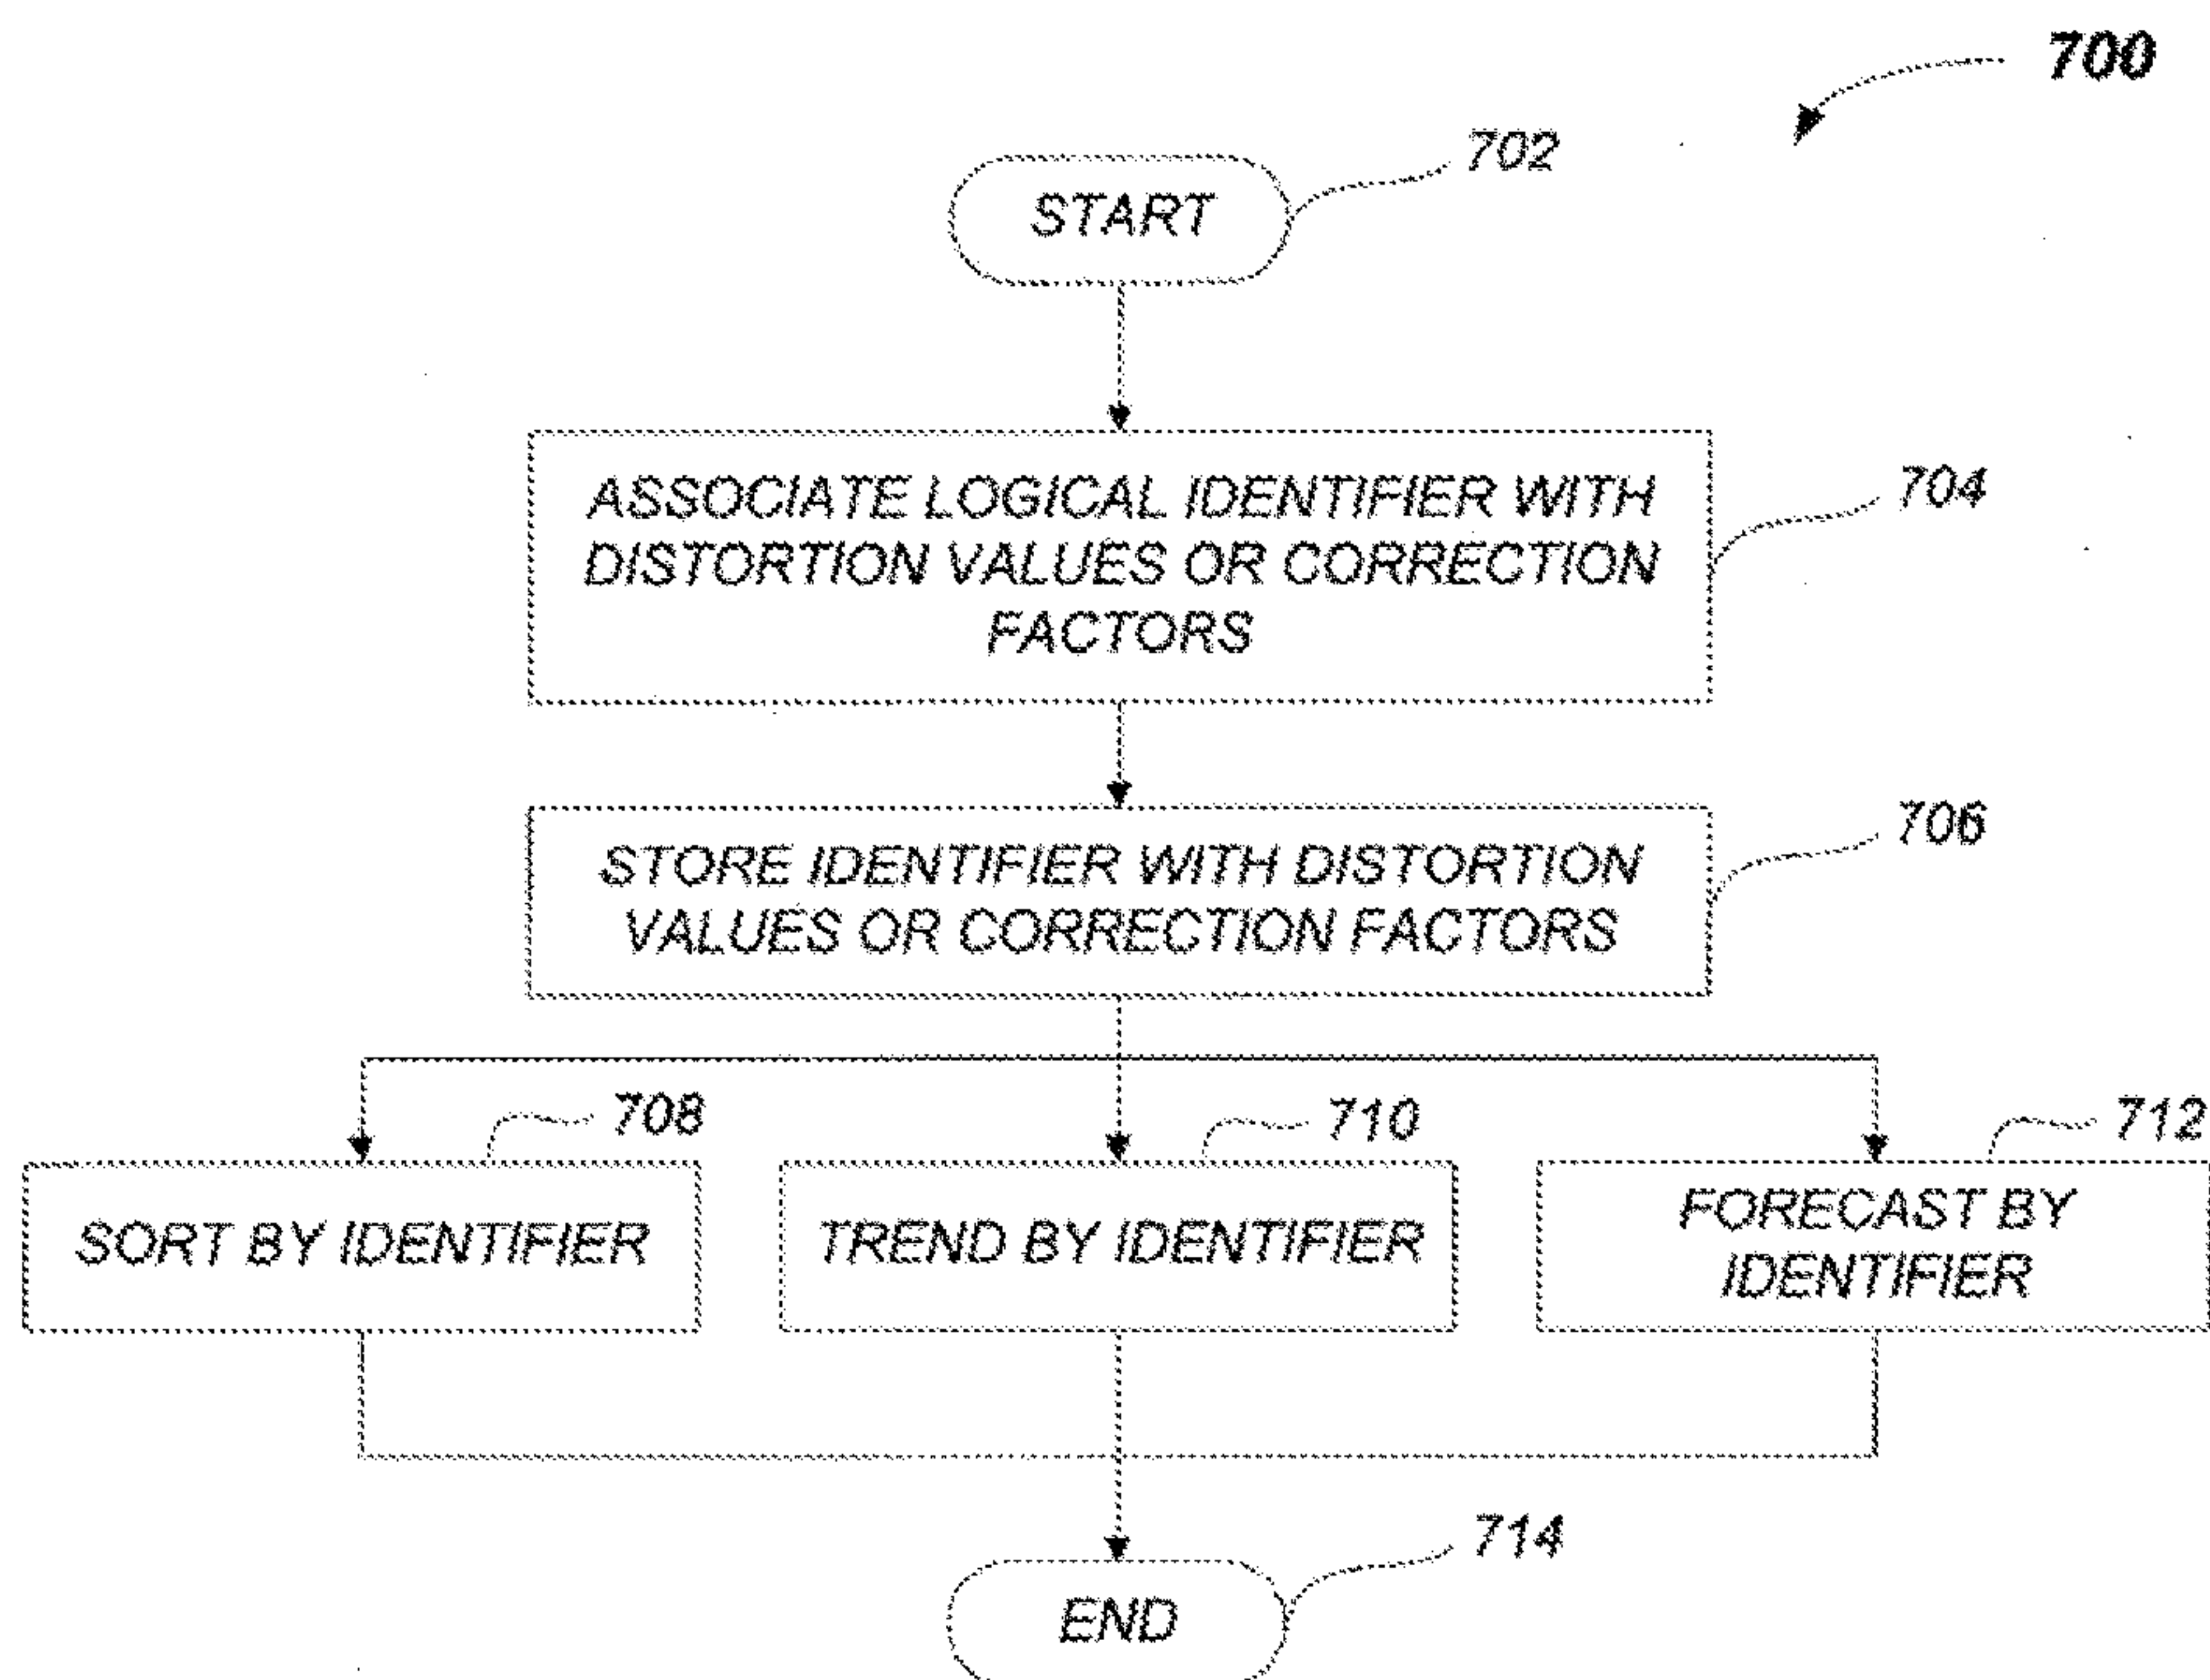 700
702
START
ASSOCIATE LOGICAL IDENTIFIER WITH
DISTORTION VALUES OR CORRECTION
FACTORS
704
STORE IDENTIFIER WITH DISTORTION
VALUES OR CORRECTION FACTORS
706
708
710
712
SORT BY IDENTIFIER
TREND BY IDENTIFIER
FORECAST BY
IDENTIFIER
714
END